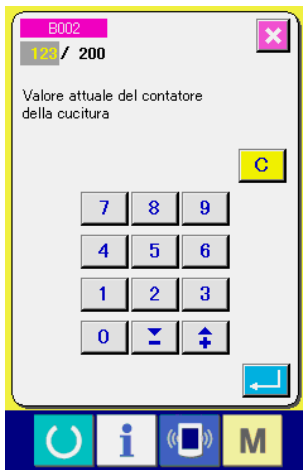 B002
123/ 200
Valore attuale del contatore
della cucitura
C
7 8 9
4 5 6
1 2 3
0
i
M